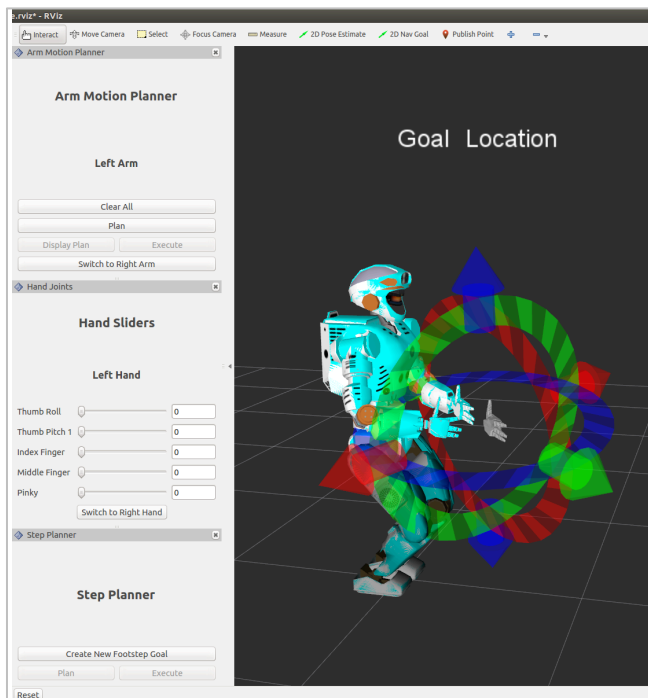 e.rviz* - RViz
Interact Move Camera Select Focus Camera Measure 2D Pose Estimate 2D Nav Goal Publish Point
Arm Motion Planner
Arm Motion Planner
Left Arm
Clear All
Plan
Display Plan Execute
Switch to Right Arm
Hand Joints
Hand Sliders
Left Hand
Thumb Roll 0
Thumb Pitch 1 0
Index Finger 0
Middle Finger 0
Pinky 0
Switch to Right Hand
Step Planner
Step Planner
Create New Footstep Goal
Plan Execute
Reset
Goal Location